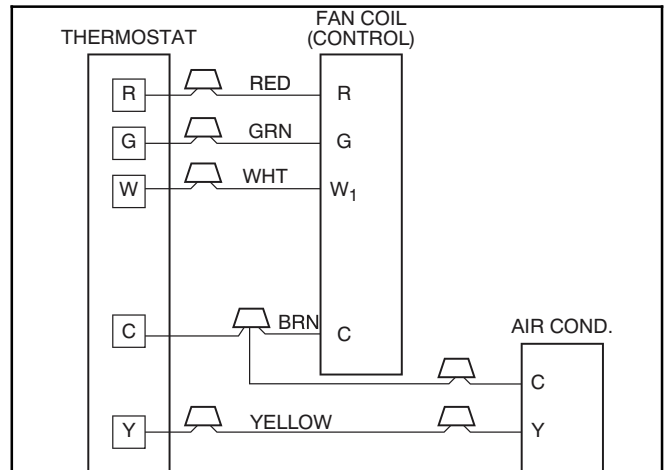 FAN COIL
(CONTROL)
THERMOSTAT
R RED R
G GRN G
W WHT W₁
C BRN C
AIR COND.
C
Y YELLOW Y